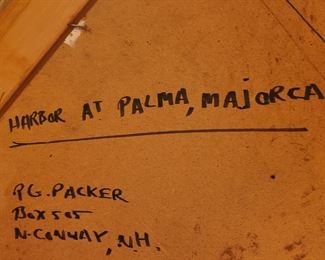 HARBOR AT PALMA, MAJORCA
P.G. PACKER
BOX 505
N-CONWAY, N.H.